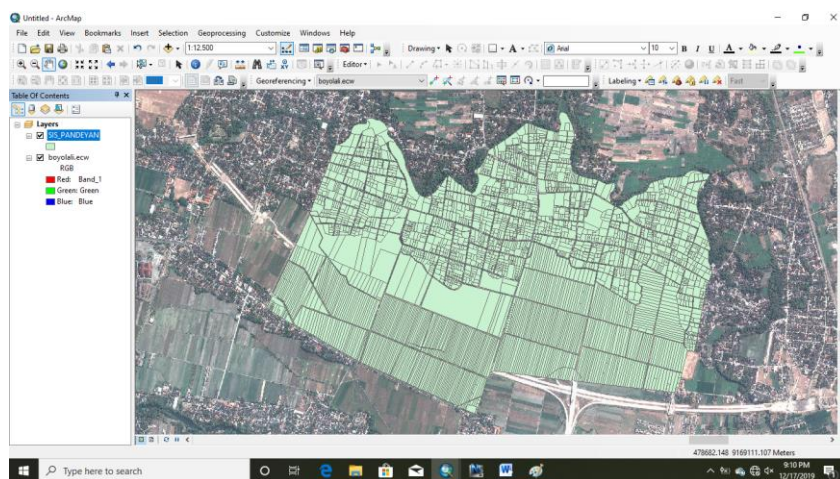 Untitled - ArcMap
File Edit View Bookmarks Insert Selection Geoprocessing Customize Windows Help
1:12.500 Drawing A Arial 10 B I U A
Editor
Georeferencing boyolali.ecw Labeling Fast
Table Of Contents
Layers
SIS_PANDEYAN
boyolali.ecw
RGB
Red: Band_1
Green: Green
Blue: Blue
478682.148 9169111.107 Meters
Type here to search
9:10 PM
12/17/2019